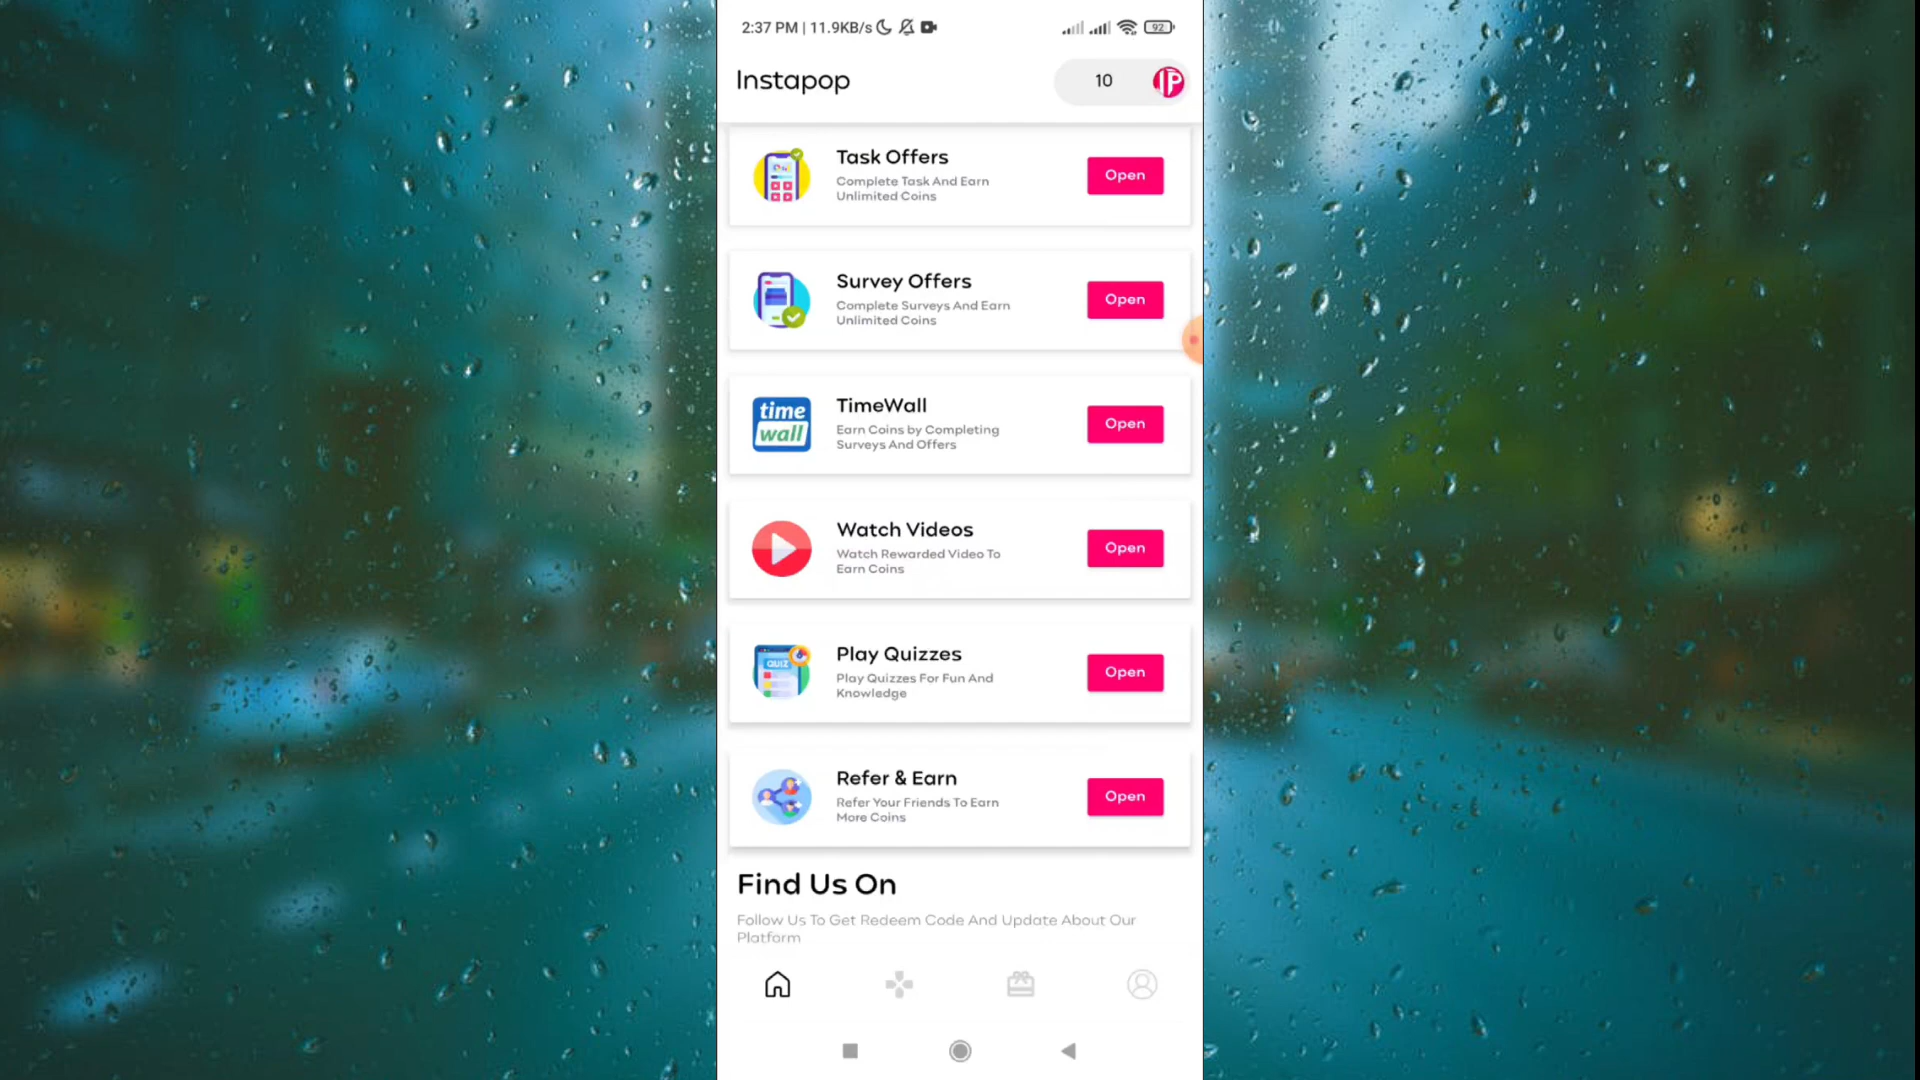 2:37 PM | 11.9KB/s
92
Instapop
10
IP
Task Offers
Complete Task And Earn
Unlimited Coins
Open
Survey Offers
Complete Surveys And Earn
Unlimited Coins
Open
time
wall
TimeWall
Earn Coins by Completing
Surveys And Offers
Open
Watch Videos
Watch Rewarded Video To
Earn Coins
Open
QUIZ
Play Quizzes
Play Quizzes For Fun And
Knowledge
Open
Refer & Earn
Refer Your Friends To Earn
More Coins
Open
Find Us On
Follow Us To Get Redeem Code And Update About Our
Platform